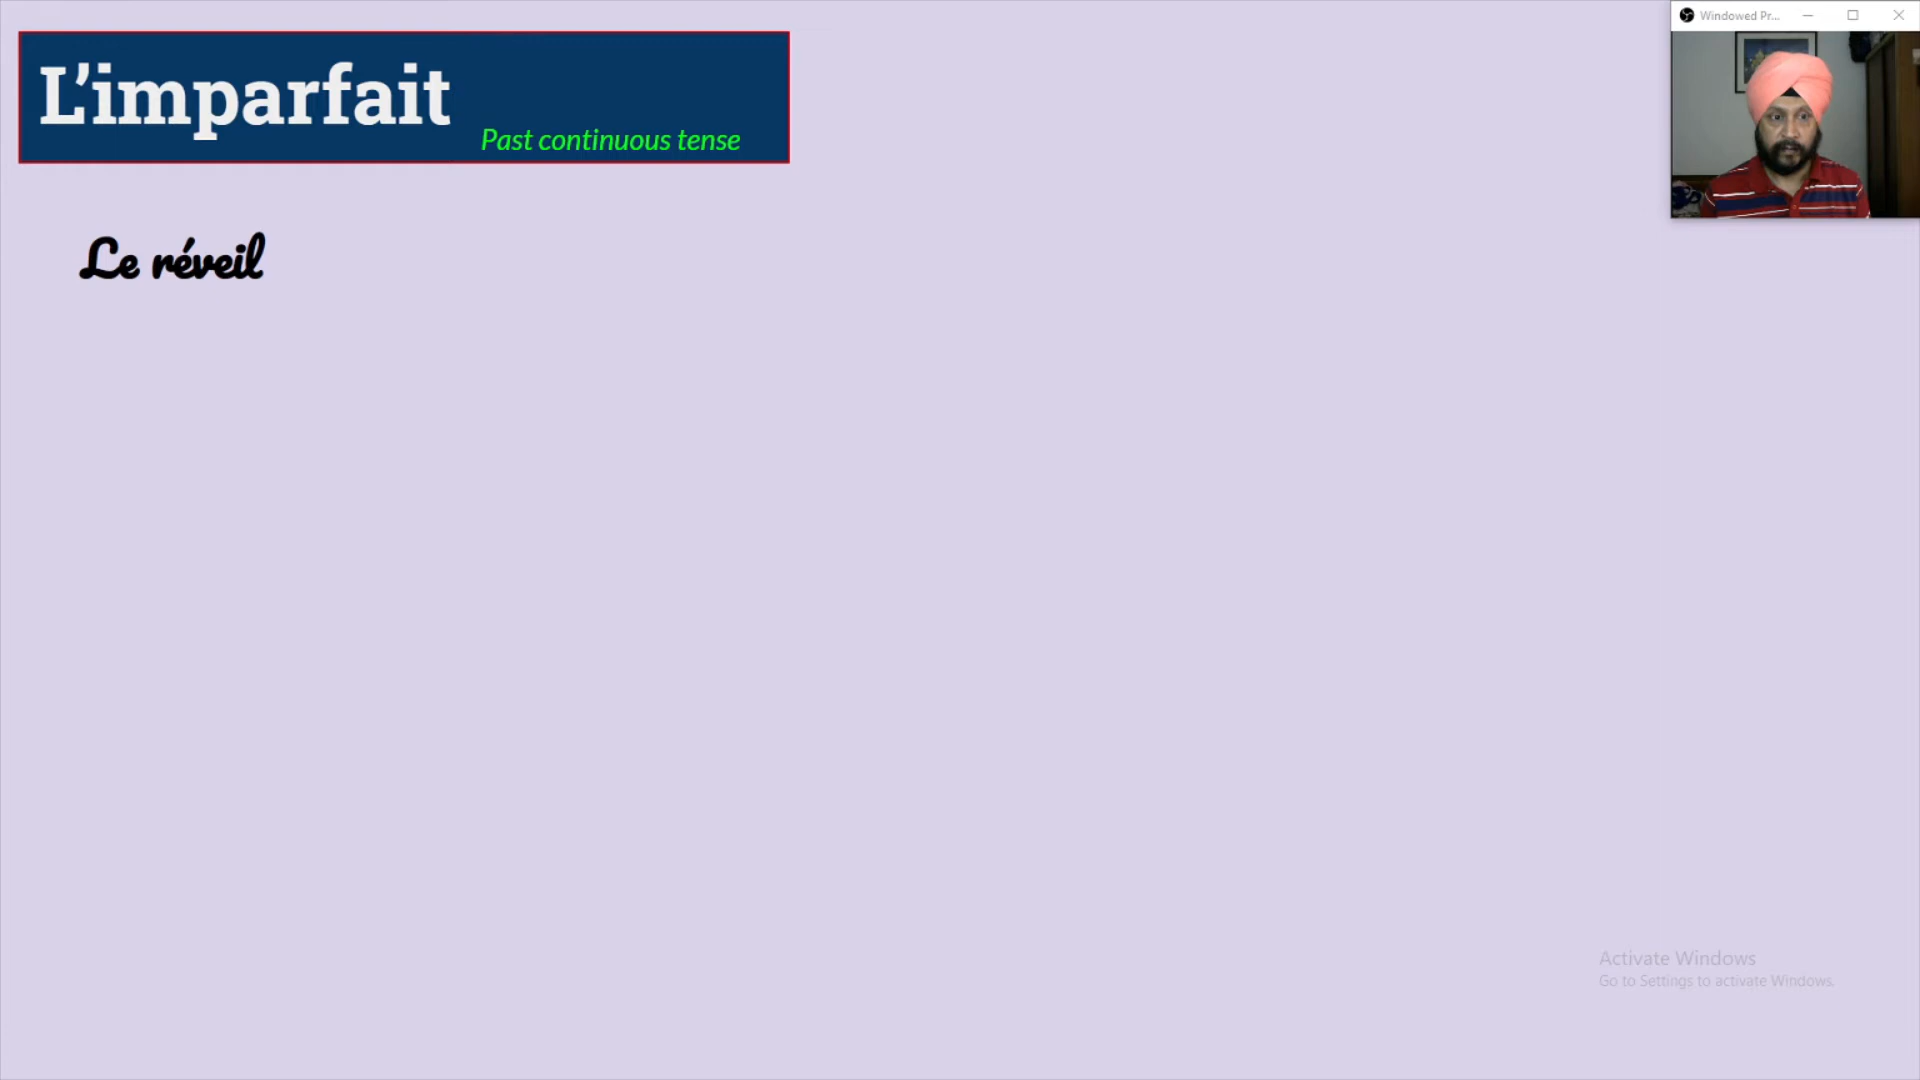 Windowed Pr...
L'imparfait
Past continuous tense
Le réveil
Activate Windows
Go to Settings to activate Windows.